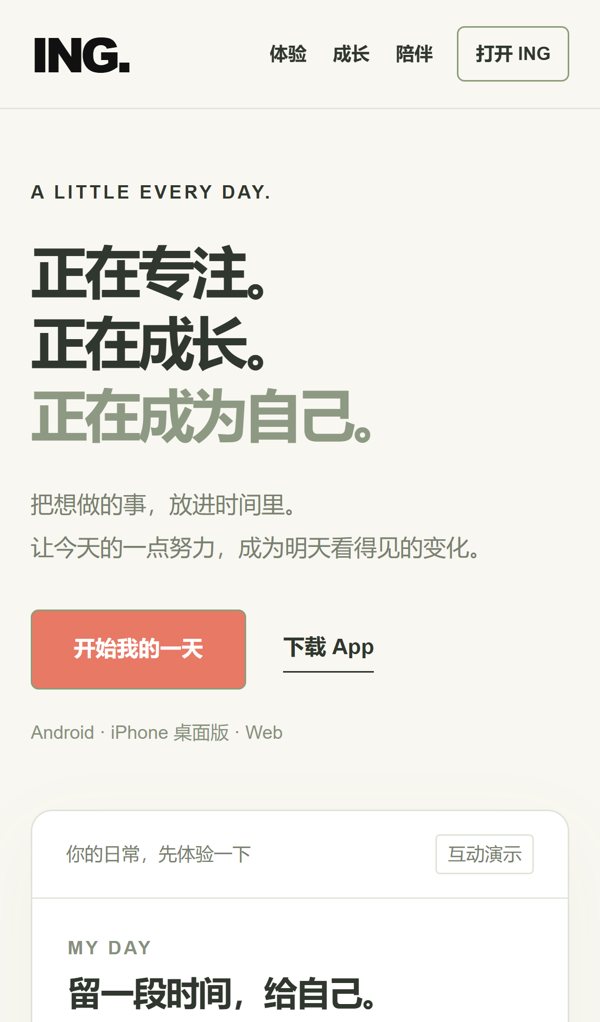 ING.
体验
成长
陪伴
打开 ING
A LITTLE EVERY DAY.
正在专注。
正在成长。
正在成为自己。
把想做的事，放进时间里。
让今天的一点努力，成为明天看得见的变化。
开始我的一天
下载 App
Android · iPhone 桌面版 · Web
你的日常，先体验一下
互动演示
MY DAY
留一段时间，给自己。